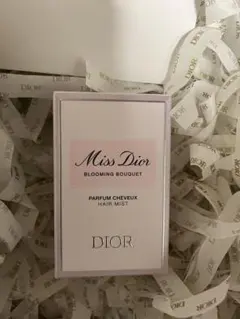 Miss Dior
BLOOMING BOUQUET
PARFUM CHEVEUX
HAIR MIST
DIOR